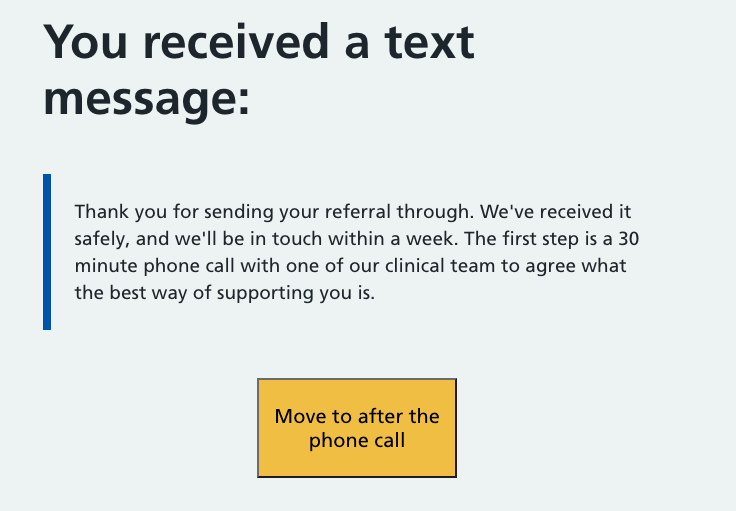 You received a text
message:
Thank you for sending your referral through. We've received it
safely, and we'll be in touch within a week. The first step is a 30
minute phone call with one of our clinical team to agree what
the best way of supporting you is.
Move to after the
phone call